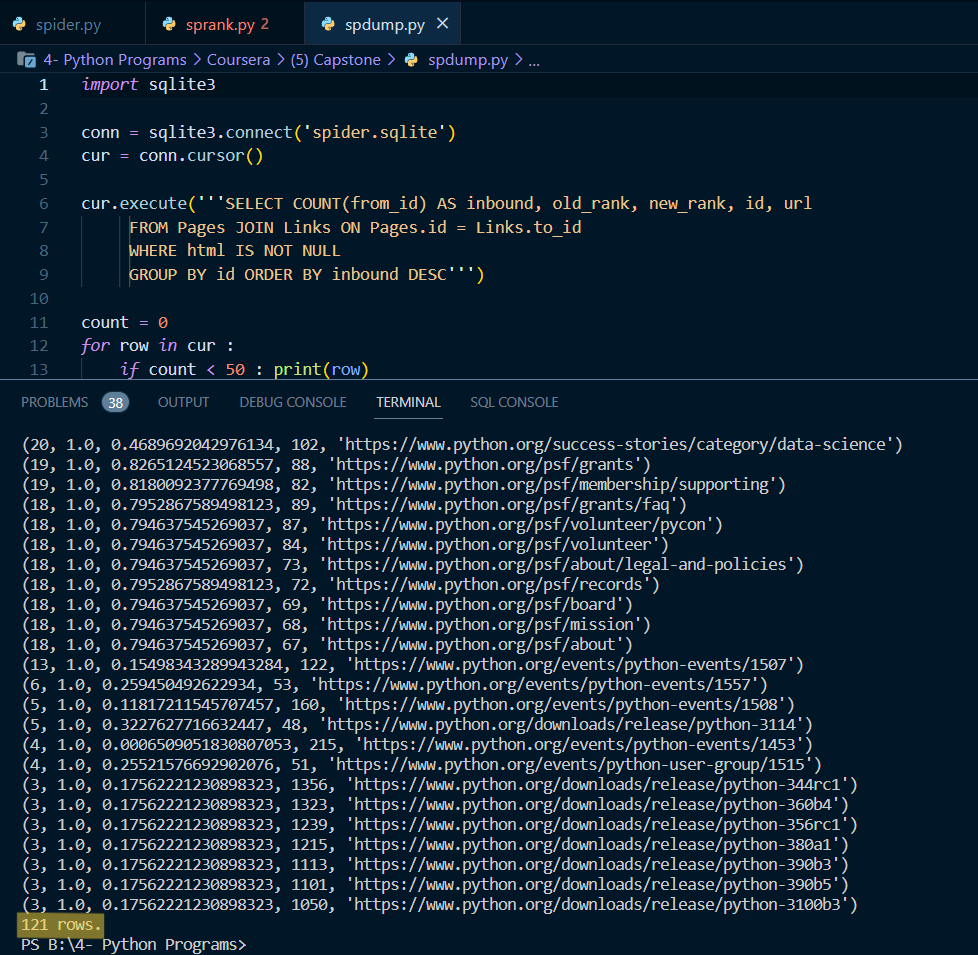 spider.py sprank.py 2 spdump.py
4- Python Programs > Coursera > (5) Capstone > spdump.py > ...
1 import sqlite3
2
3 conn = sqlite3.connect('spider.sqlite')
4 cur = conn.cursor()
5
6 cur.execute('''SELECT COUNT(from_id) AS inbound, old_rank, new_rank, id, url
7 FROM Pages JOIN Links ON Pages.id = Links.to_id
8 WHERE html IS NOT NULL
9 GROUP BY id ORDER BY inbound DESC''')
10
11 count = 0
12 for row in cur :
13 if count < 50 : print(row)
PROBLEMS 38 OUTPUT DEBUG CONSOLE TERMINAL SQL CONSOLE
(20, 1.0, 0.4689692042976134, 102, 'https://www.python.org/success-stories/category/data-science')
(19, 1.0, 0.8265124523068557, 88, 'https://www.python.org/psf/grants')
(19, 1.0, 0.8180092377769498, 82, 'https://www.python.org/psf/membership/supporting')
(18, 1.0, 0.7952867589498123, 89, 'https://www.python.org/psf/grants/faq')
(18, 1.0, 0.794637545269037, 87, 'https://www.python.org/psf/volunteer/pycon')
(18, 1.0, 0.794637545269037, 84, 'https://www.python.org/psf/volunteer')
(18, 1.0, 0.794637545269037, 73, 'https://www.python.org/psf/about/legal-and-policies')
(18, 1.0, 0.7952867589498123, 72, 'https://www.python.org/psf/records')
(18, 1.0, 0.794637545269037, 69, 'https://www.python.org/psf/board')
(18, 1.0, 0.794637545269037, 68, 'https://www.python.org/psf/mission')
(18, 1.0, 0.794637545269037, 67, 'https://www.python.org/psf/about')
(13, 1.0, 0.15498343289943284, 122, 'https://www.python.org/events/python-events/1507')
(6, 1.0, 0.259450492622934, 53, 'https://www.python.org/events/python-events/1557')
(5, 1.0, 0.11817211545707457, 160, 'https://www.python.org/events/python-events/1508')
(5, 1.0, 0.3227627716632447, 48, 'https://www.python.org/downloads/release/python-3114')
(4, 1.0, 0.0006509051830807053, 215, 'https://www.python.org/events/python-events/1453')
(4, 1.0, 0.25521576692902076, 51, 'https://www.python.org/events/python-user-group/1515')
(3, 1.0, 0.17562221230898323, 1356, 'https://www.python.org/downloads/release/python-344rc1')
(3, 1.0, 0.17562221230898323, 1323, 'https://www.python.org/downloads/release/python-360b4')
(3, 1.0, 0.17562221230898323, 1239, 'https://www.python.org/downloads/release/python-356rc1')
(3, 1.0, 0.17562221230898323, 1215, 'https://www.python.org/downloads/release/python-380a1')
(3, 1.0, 0.17562221230898323, 1113, 'https://www.python.org/downloads/release/python-390b3')
(3, 1.0, 0.17562221230898323, 1101, 'https://www.python.org/downloads/release/python-390b5')
(3, 1.0, 0.17562221230898323, 1050, 'https://www.python.org/downloads/release/python-3100b3')
121 rows.
PS B:\4- Python Programs>